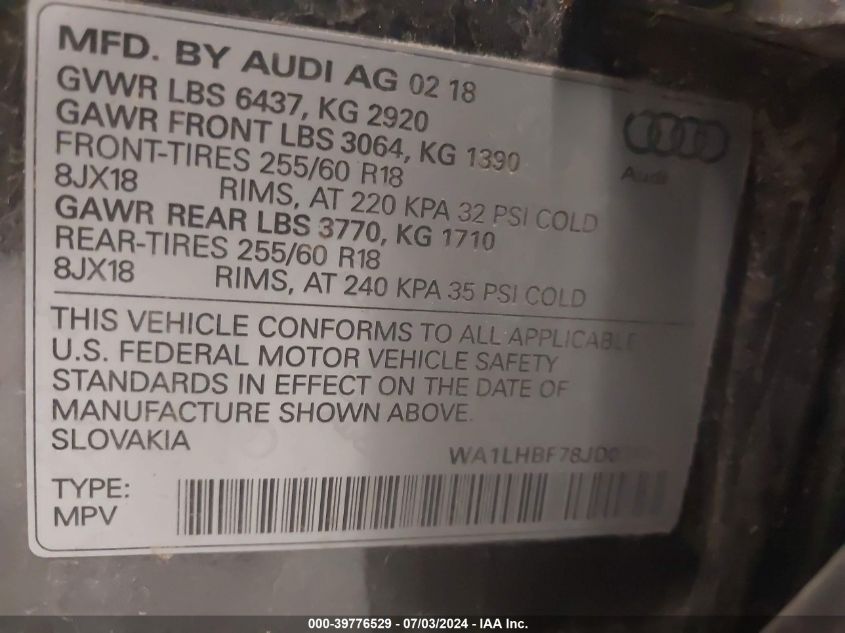 MFD. BY AUDI AG 02 18
GVWR LBS 6437, KG 2920
GAWR FRONT LBS 3064, KG 1390
FRONT-TIRES 255/60 R18
8JX18 RIMS, AT 220 KPA 32 PSI COLD
GAWR REAR LBS 3770, KG 1710
REAR-TIRES 255/60 R18
8JX18 RIMS, AT 240 KPA 35 PSI COLD
Audi
THIS VEHICLE CONFORMS TO ALL APPLICABLE
U.S. FEDERAL MOTOR VEHICLE SAFETY
STANDARDS IN EFFECT ON THE DATE OF
MANUFACTURE SHOWN ABOVE.
SLOVAKIA
TYPE:
MPV
000-39776529 - 07/03/2024 - IAA Inc.